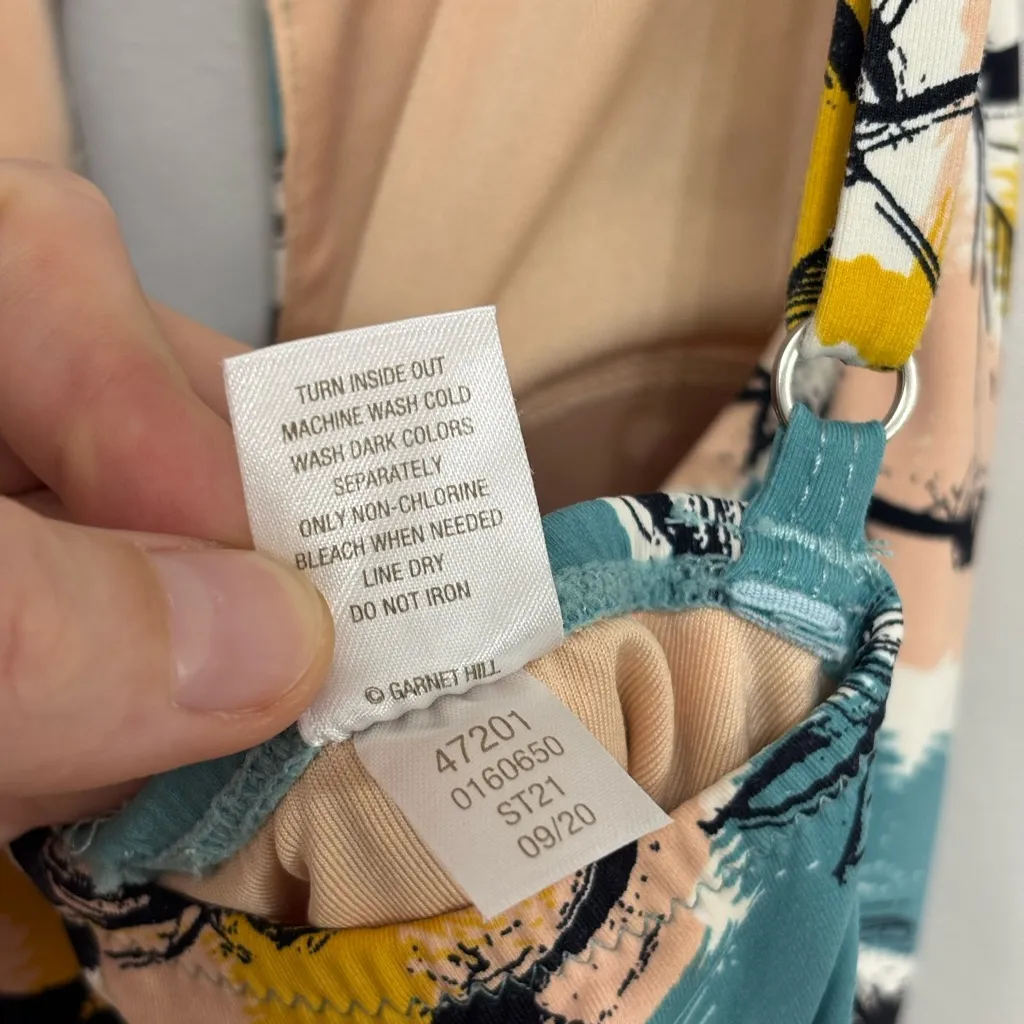 TURN INSIDE OUT
MACHINE WASH COLD
WASH DARK COLORS
SEPARATELY
ONLY NON-CHLORINE
BLEACH WHEN NEEDED
LINE DRY
DO NOT IRON
© GARNET HILL
47201
0160650
ST21
09/20